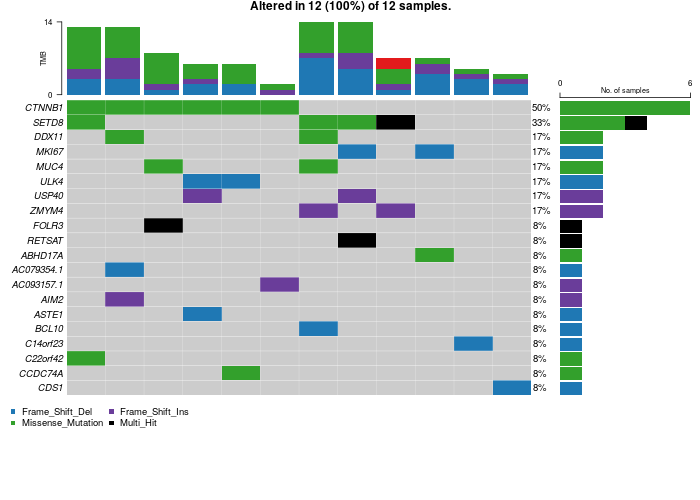 Altered in 12 (100%) of 12 samples.
14
TMB
0
0
6
No. of samples
CTNNB1 50%
SETD8 33%
DDX11 17%
MKI67 17%
MUC4 17%
ULK4 17%
USP40 17%
ZMYM4 17%
FOLR3 8%
RETSAT 8%
ABHD17A 8%
AC079354.1 8%
AC093157.1 8%
AIM2 8%
ASTE1 8%
BCL10 8%
C14orf23 8%
C22orf42 8%
CCDC74A 8%
CDS1 8%
Frame_Shift_Del Frame_Shift_Ins
Missense_Mutation Multi_Hit